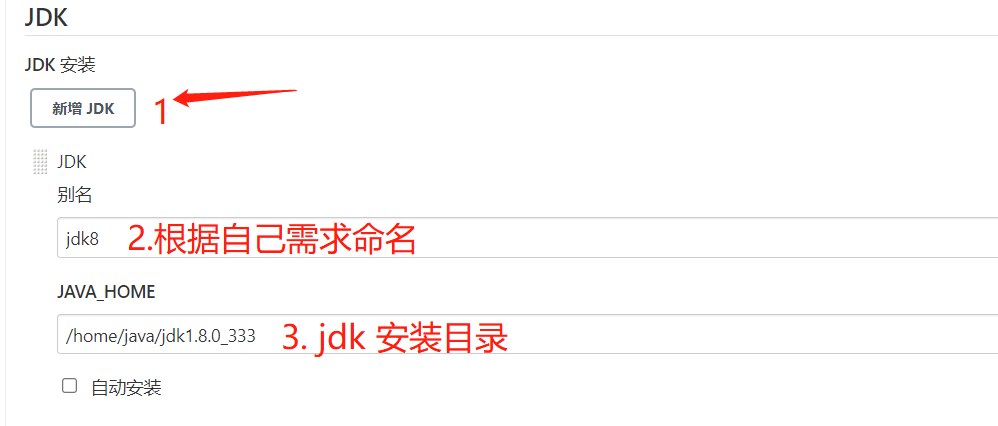 JDK
JDK 安装
新增 JDK 1
JDK
别名
jdk8 2.根据自己需求命名
JAVA_HOME
/home/java/jdk1.8.0_333 3. jdk 安装目录
自动安装